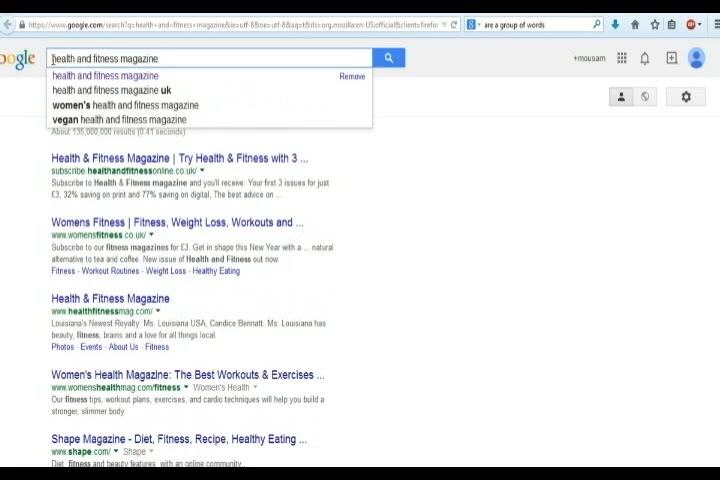 https://www.google.com/search?q=health+and+fitness+magazine&ie=utf-8&oe=utf-8&aq=t&rls=org.mozilla:en-US:official&client=firefox
are a group of words
oogle
health and fitness magazine
+mousam
health and fitness magazine
Remove
health and fitness magazine uk
women's health and fitness magazine
vegan health and fitness magazine
About 135,000,000 results (0.41 seconds)
Health & Fitness Magazine | Try Health & Fitness with 3 ...
subscribe.healthandfitnessonline.co.uk/
Subscribe to Health & Fitness magazine and you'll receive: Your first 3 issues for just
£3, 32% saving on print and 77% saving on digital, The best advice on ...
Womens Fitness | Fitness, Weight Loss, Workouts and ...
www.womensfitness.co.uk/
Subscribe to our fitness magazines for £3. Get in shape this New Year with a ... natural
alternative to tea and coffee. New issue of Health and Fitness out now.
Fitness - Workout Routines - Weight Loss - Healthy Eating
Health & Fitness Magazine
www.healthfitnessmag.com/
Louisiana's Newest Royalty: Ms. Louisiana USA, Candice Bennatt. Ms. Louisiana has
beauty, fitness, brains and a love for all things local.
Photos - Events - About Us - Fitness
Women's Health Magazine: The Best Workouts & Exercises ...
www.womenshealthmag.com/fitness Women's Health
Our fitness tips, workout plans, exercises, and cardio techniques will help you build a
stronger, slimmer body
Shape Magazine - Diet, Fitness, Recipe, Healthy Eating ...
www.shape.com/ Shape
Diet, fitness and beauty features, with an online community..